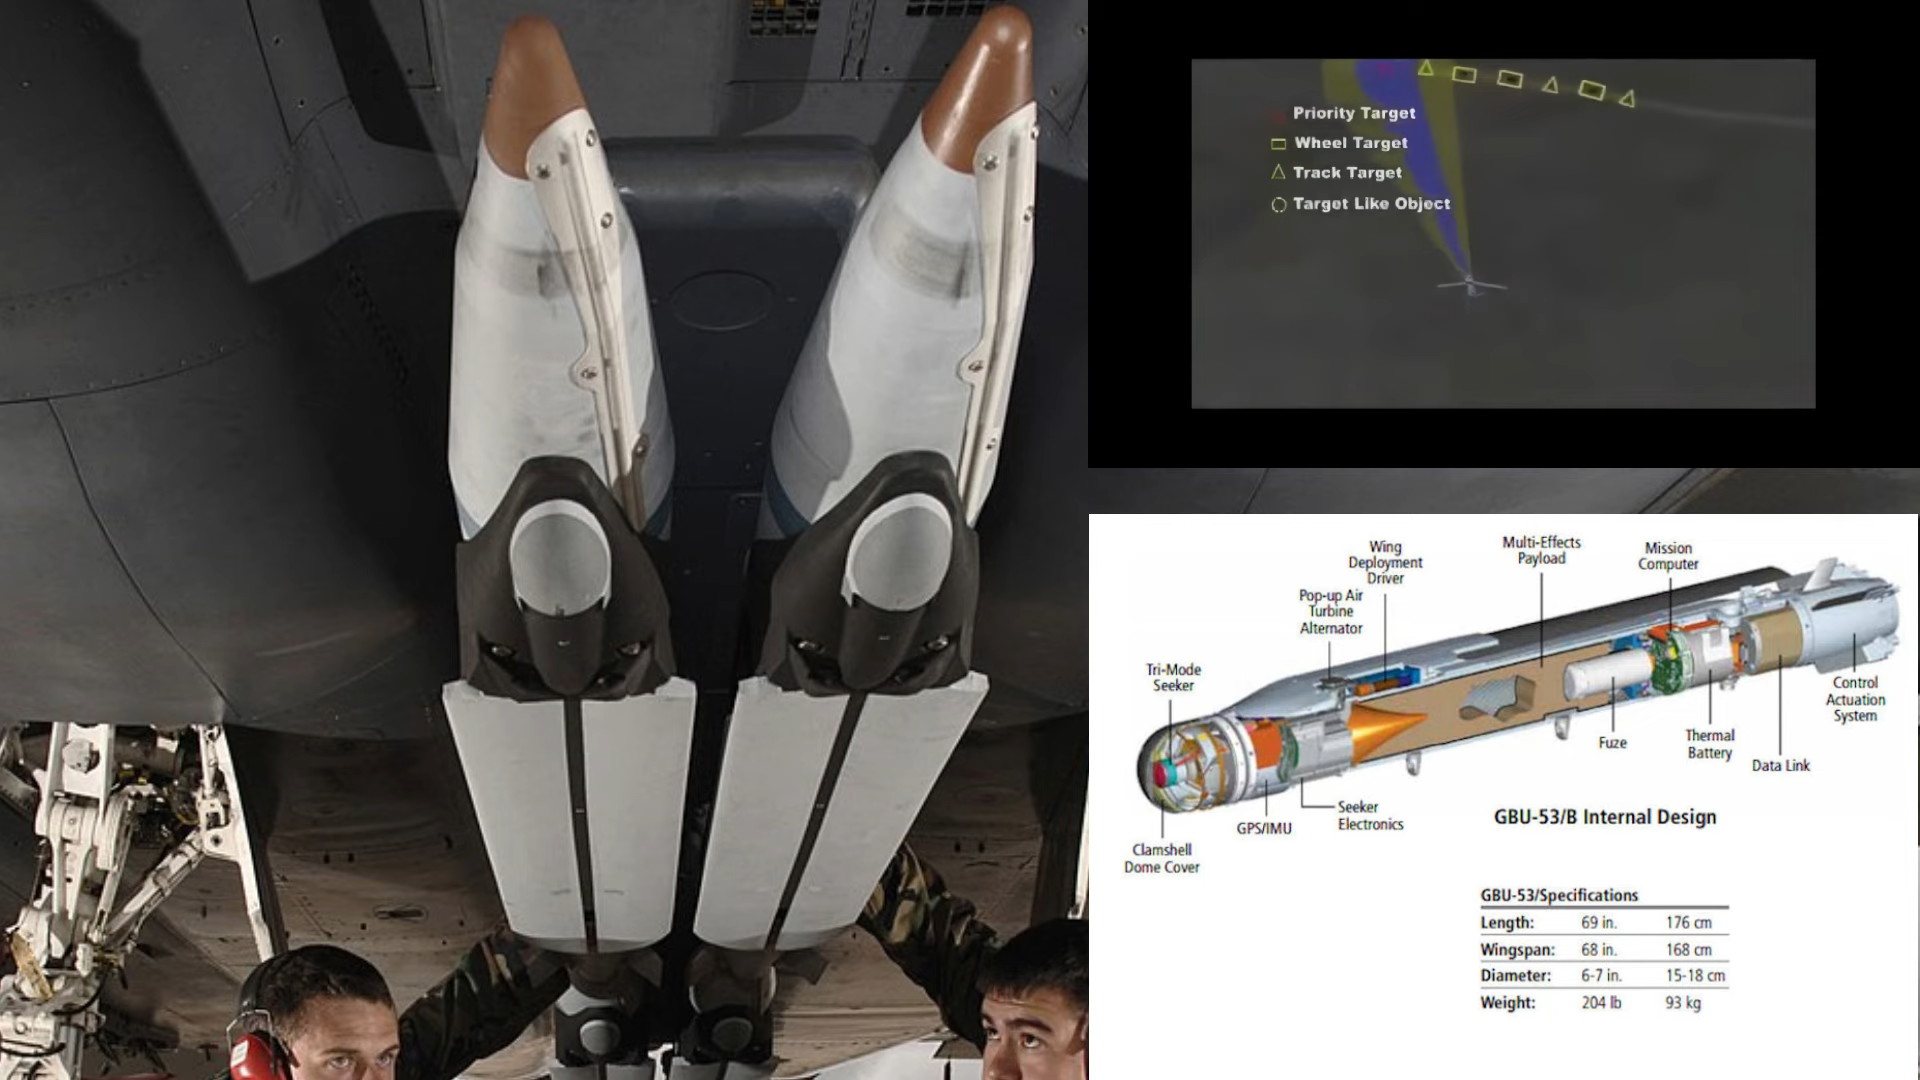 Priority Target
Wheel Target
Track Target
Target Like Object
Wing
Deployment
Driver
Multi-Effects
Payload
Mission
Computer
Pop-up Air
Turbine
Alternator
Tri-Mode
Seeker
Control
Actuation
System
Fuze
Thermal
Battery
Data Link
Seeker
Electronics
GPS/IMU
Clamshell
Dome Cover
GBU-53/B Internal Design
GBU-53/Specifications
Length: 69 in. 176 cm
Wingspan: 68 in. 168 cm
Diameter: 6-7 in. 15-18 cm
Weight: 204 lb 93 kg